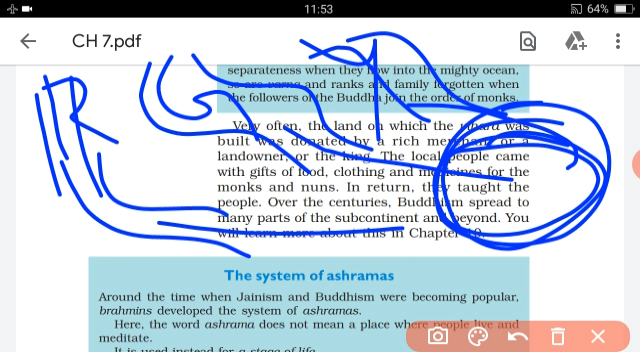 11:53
64%
CH 7.pdf
separateness when they flow into the mighty ocean,
so are varna and ranks and family forgotten when
the followers of the Buddha join the order of monks.
Very often, the land on which the vihara was
built was donated by a rich merchant or a
landowner, or the king. The local people came
with gifts of food, clothing and medicines for the
monks and nuns. In return, they taught the
people. Over the centuries, Buddhism spread to
many parts of the subcontinent and beyond. You
will learn more about this in Chapter
The system of ashramas
Around the time when Jainism and Buddhism were becoming popular,
brahmins developed the system of ashramas.
Here, the word ashrama does not mean a place where people live and
meditate.
It is used instead for a stage of life